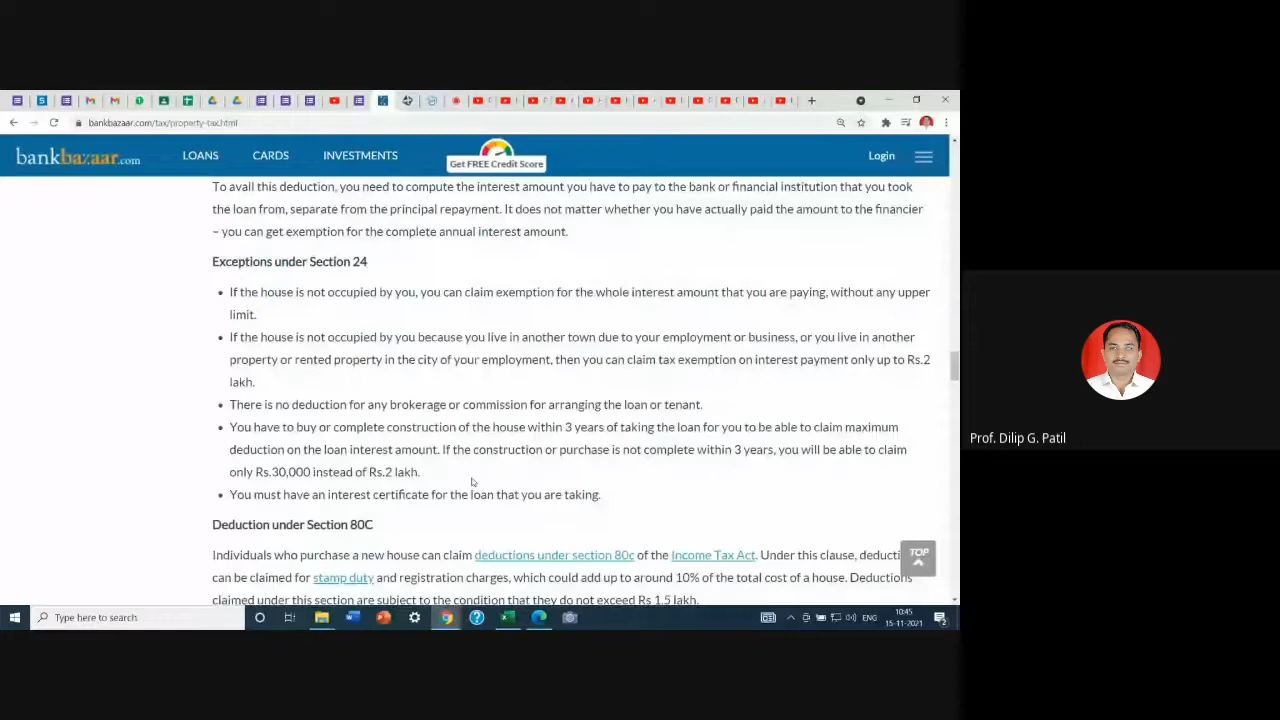 bankbazaar.com/tax/property-tax.html
bankbazaar.com
LOANS
CARDS
INVESTMENTS
Get FREE Credit Score
Login
To avail this deduction, you need to compute the interest amount you have to pay to the bank or financial institution that you took
the loan from, separate from the principal repayment. It does not matter whether you have actually paid the amount to the financier
– you can get exemption for the complete annual interest amount.
Exceptions under Section 24
If the house is not occupied by you, you can claim exemption for the whole interest amount that you are paying, without any upper
limit.
If the house is not occupied by you because you live in another town due to your employment or business, or you live in another
property or rented property in the city of your employment, then you can claim tax exemption on interest payment only up to Rs.2
lakh.
There is no deduction for any brokerage or commission for arranging the loan or tenant.
You have to buy or complete construction of the house within 3 years of taking the loan for you to be able to claim maximum
deduction on the loan interest amount. If the construction or purchase is not complete within 3 years, you will be able to claim
only Rs.30,000 instead of Rs.2 lakh.
You must have an interest certificate for the loan that you are taking.
Deduction under Section 80C
Individuals who purchase a new house can claim deductions under section 80c of the Income Tax Act. Under this clause, deducti
can be claimed for stamp duty and registration charges, which could add up to around 10% of the total cost of a house. Deductions
claimed under this section are subject to the condition that they do not exceed Rs 1.5 lakh.
TOP
Prof. Dilip G. Patil
Type here to search
ENG
10:45
15-11-2021